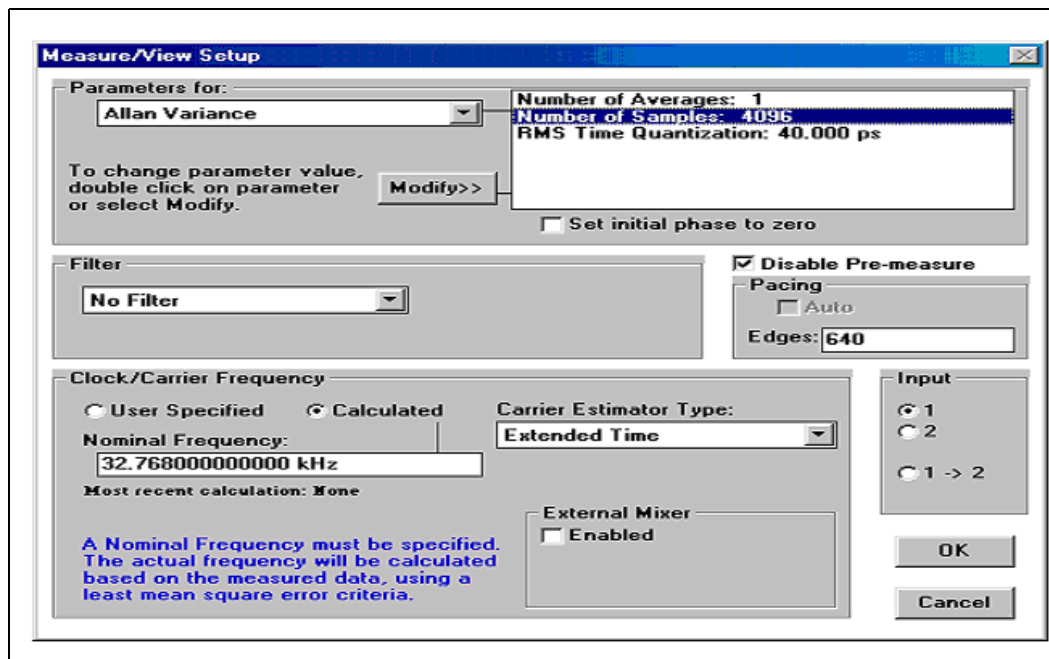 Measure/View Setup
Parameters for:
Allan Variance
Number of Averages: 1
Number of Samples: 4096
RMS Time Quantization: 40.000 ps
To change parameter value,
double click on parameter
or select Modify.
Modify>>
Set initial phase to zero
Filter
No Filter
Disable Pre-measure
Pacing
Auto
Edges: 640
Clock/Carrier Frequency
User Specified
Calculated
Nominal Frequency:
32.768000000000 kHz
Most recent calculation: None
A Nominal Frequency must be specified.
The actual frequency will be calculated
based on the measured data, using a
least mean square error criteria.
Carrier Estimator Type:
Extended Time
External Mixer
Enabled
Input
1
2
1 -> 2
OK
Cancel